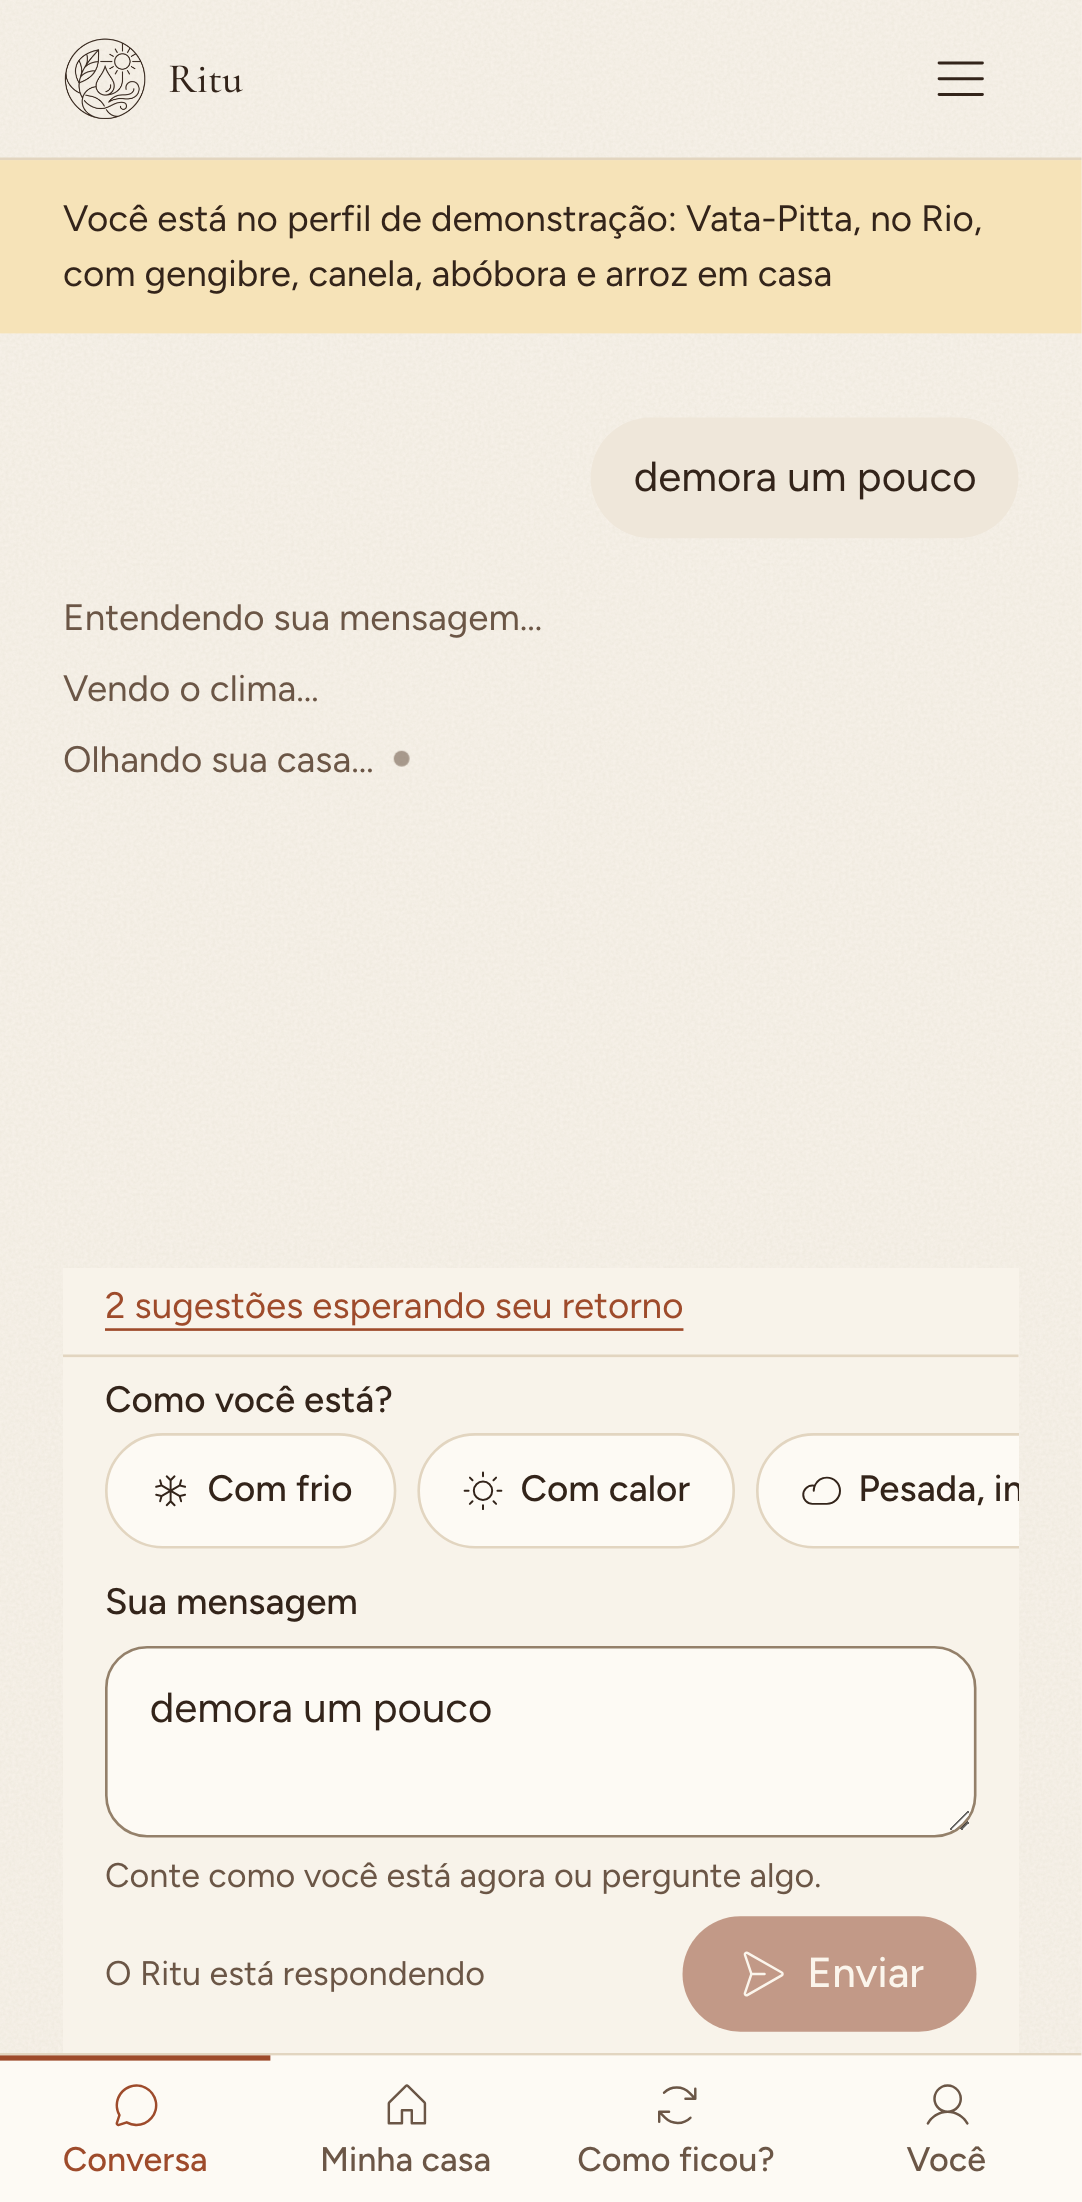 Ritu
Você está no perfil de demonstração: Vata-Pitta, no Rio,
com gengibre, canela, abóbora e arroz em casa
demora um pouco
Entendendo sua mensagem...
Vendo o clima...
Olhando sua casa...
2 sugestões esperando seu retorno
Como você está?
Com frio
Com calor
Pesada, in
Sua mensagem
demora um pouco
Conte como você está agora ou pergunte algo.
O Ritu está respondendo
Enviar
Conversa
Minha casa
Como ficou?
Você